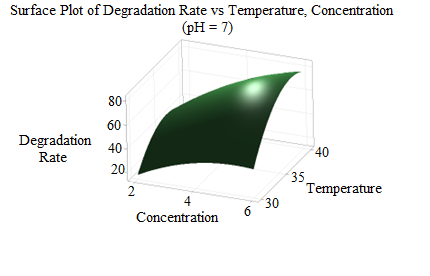 Surface Plot of Degradation Rate vs Temperature, Concentration
(pH = 7)
80
60
40
20
Degradation
Rate
2
4
6
Concentration
30
35
40
Temperature